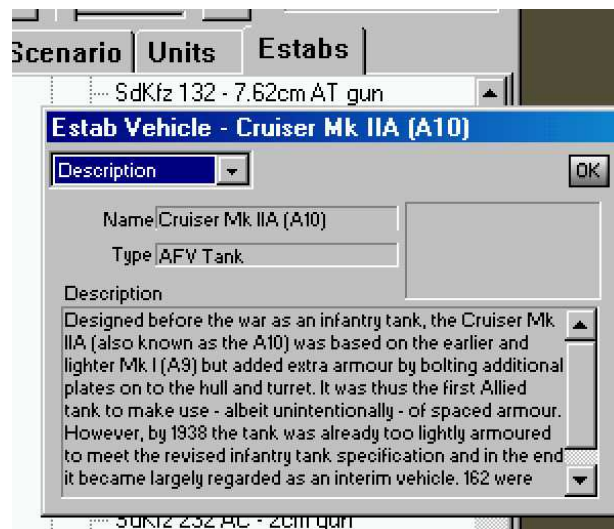 Scenario Units Estabs
SdKfz 132 - 7.62cm AT gun
Estab Vehicle - Cruiser Mk IIA (A10)
Description OK
Name Cruiser Mk IIA (A10)
Type AFV Tank
Description
Designed before the war as an infantry tank, the Cruiser Mk
IIA (also known as the A10) was based on the earlier and
lighter Mk I (A9) but added extra armour by bolting additional
plates on to the hull and turret. It was thus the first Allied
tank to make use - albeit unintentionally - of spaced armour.
However, by 1938 the tank was already too lightly armoured
to meet the revised infantry tank specification and in the end
it became largely regarded as an interim vehicle. 162 were
SdKfz 232 AC - 2cm gun